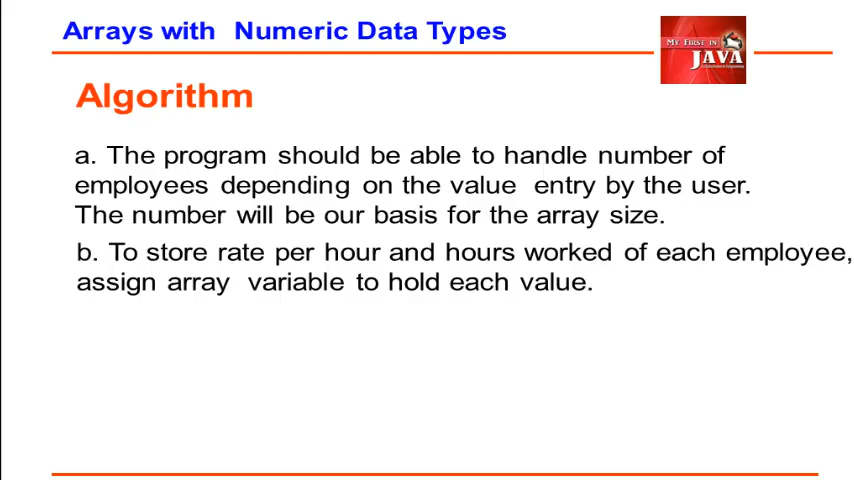 Arrays with Numeric Data Types
MY FIRST IN
JAVA
Algorithm
a. The program should be able to handle number of
employees depending on the value entry by the user.
The number will be our basis for the array size.
b. To store rate per hour and hours worked of each employee,
assign array variable to hold each value.